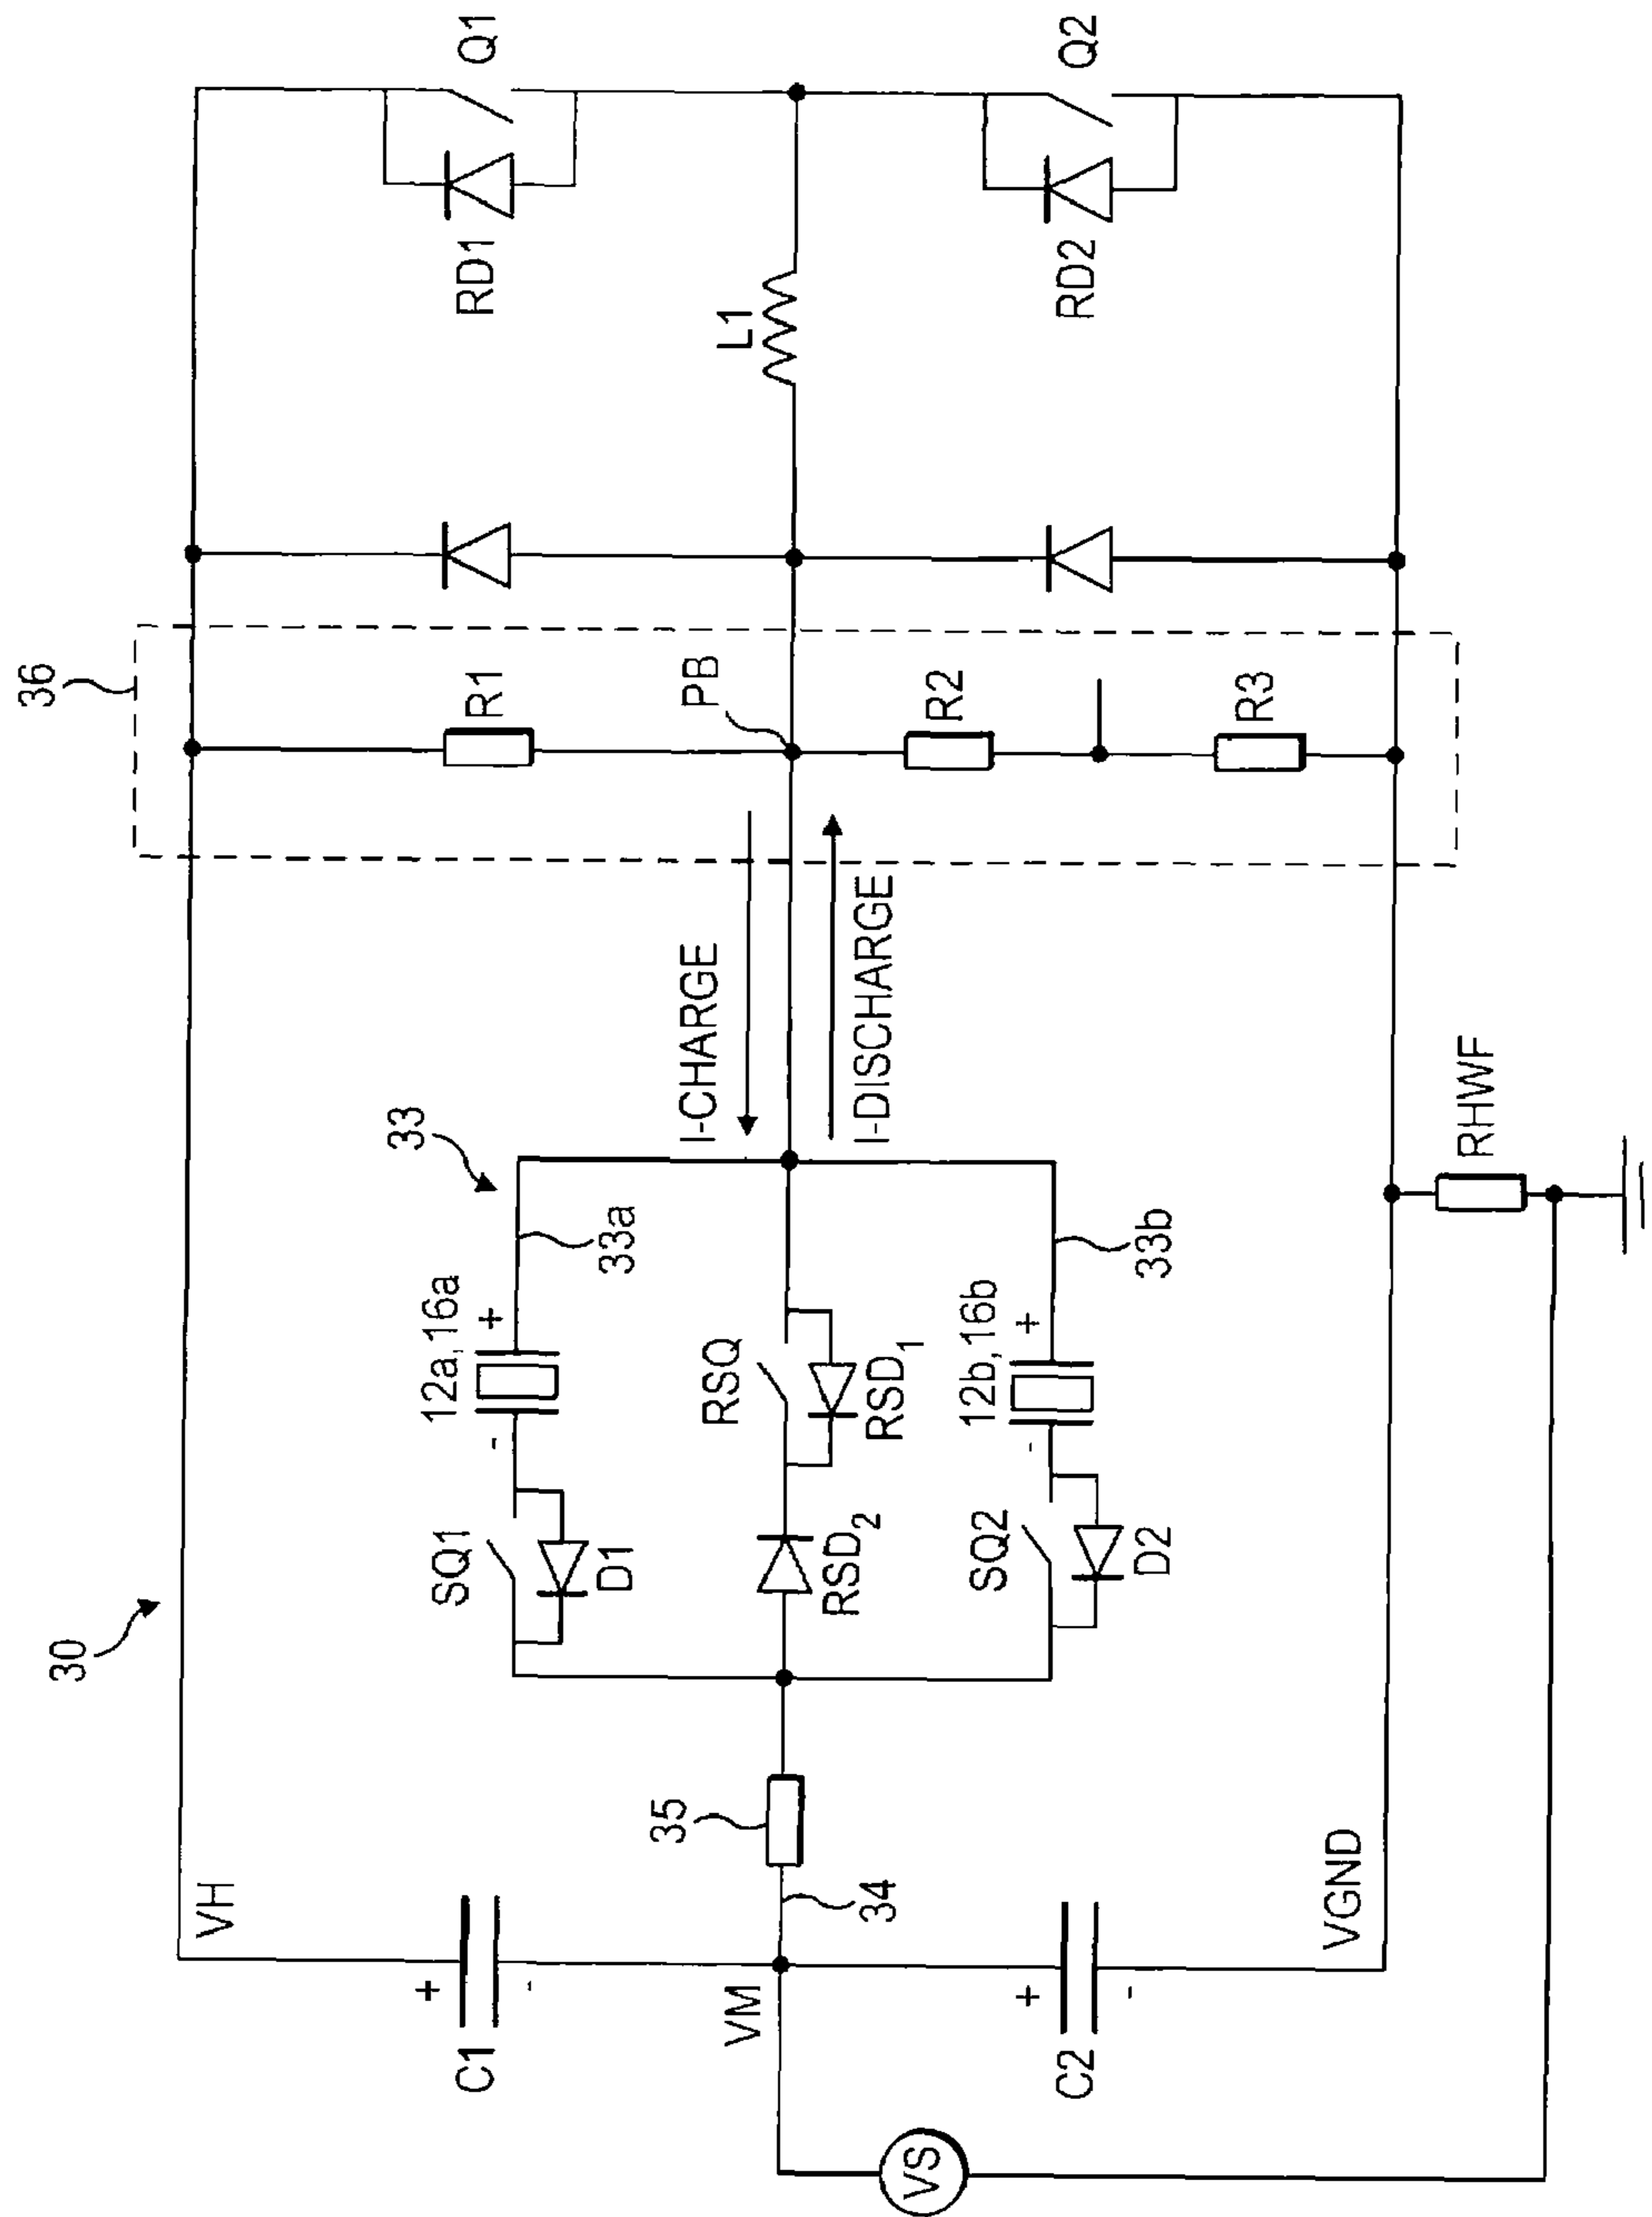 30
33
36
VH
C1
+
-
VM
34
35
C2
+
-
VGND
VS
SQ1
D1
-
12a,16a
+
33a
RSD2
RSQ
RSD1
SQ2
D2
-
12b,16b
+
33b
I-CHARGE
I-DISCHARGE
RHWF
PB
R1
R2
R3
L1
RD1
Q1
RD2
Q2